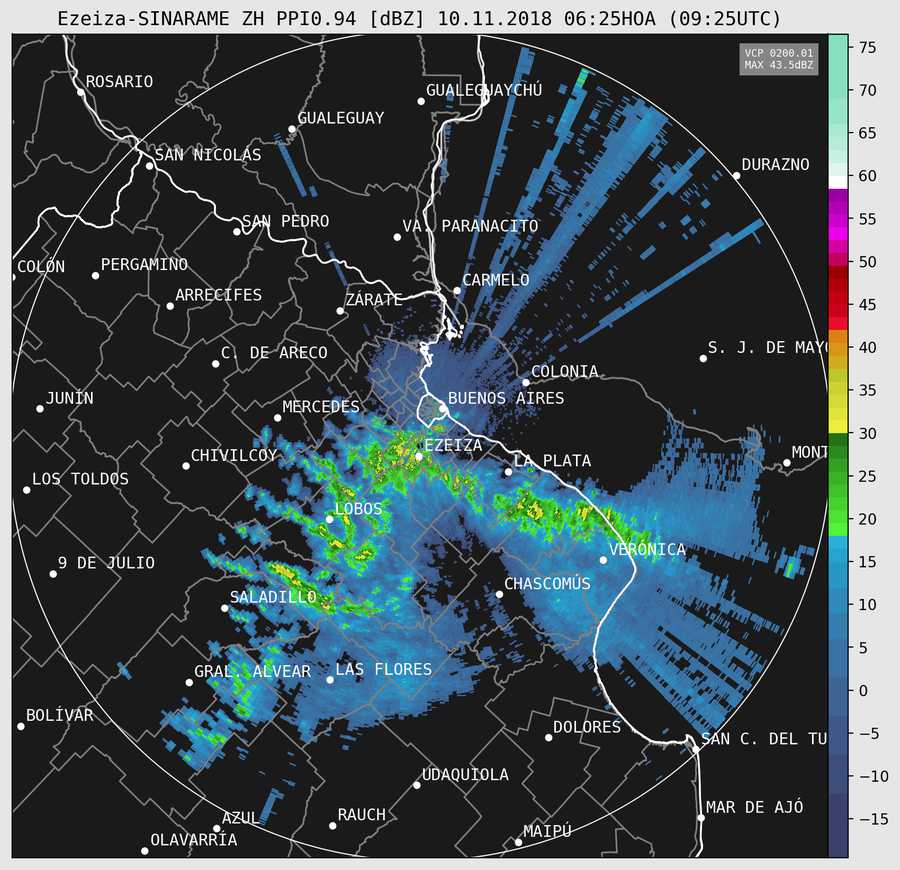 Ezeiza-SINARAME ZH PPI0.94 [dBZ] 10.11.2018 06:25HOA (09:25UTC)
VCP 0200.01
MAX 43.5dBZ
ROSARIO
GUALEGUAYCHÚ
GUALEGUAY
SAN NICOLÁS
DURAZNO
SAN PEDRO
VA. PARANACITO
COLÓN
PERGAMINO
CARMELO
ARRECIFES
ZÁRATE
C. DE ARECO
S. J. DE MAYO
COLONIA
JUNÍN
MERCEDES
BUENOS AIRES
EZEIZA
CHIVILCOY
LA PLATA
MONT
LOS TOLDOS
LOBOS
VERÓNICA
9 DE JULIO
CHASCOMÚS
SALADILLO
GRAL. ALVEAR
LAS FLORES
BOLÍVAR
DOLORES
SAN C. DEL TU
UDAQUIOLA
MAR DE AJÓ
AZUL
RAUCH
MAIPÚ
OLAVARRÍA
75
70
65
60
55
50
45
40
35
30
25
20
15
10
5
0
−5
−10
−15